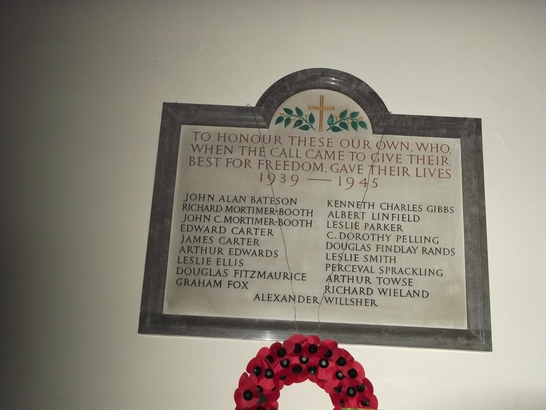 TO HONOUR THESE OUR OWN, WHO,
WHEN THE CALL CAME TO GIVE THEIR
BEST FOR FREEDOM, GAVE THEIR LIVES
1939 — 1945
JOHN ALAN BATESON
RICHARD MORTIMER-BOOTH
JOHN C. MORTIMER-BOOTH
EDWARD CARTER
JAMES CARTER
ARTHUR EDWARDS
LESLIE ELLIS
DOUGLAS FITZMAURICE
GRAHAM FOX
KENNETH CHARLES GIBBS
ALBERT LINFIELD
LESLIE PARKER
C. DOROTHY PELLING
DOUGLAS FINDLAY RANDS
LESLIE SMITH
PERCEVAL SPRACKLING
ARTHUR TOWSE
RICHARD WIELAND
ALEXANDER WILLSHER